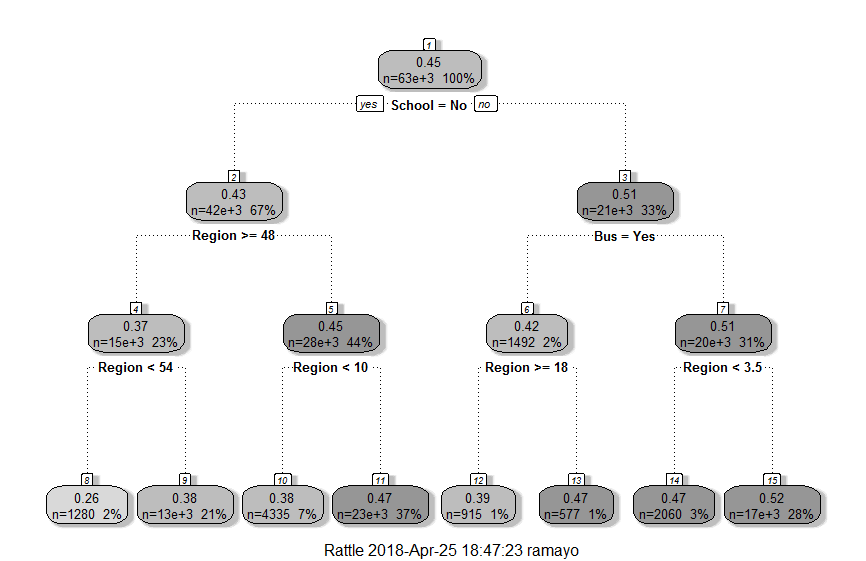 1
0.45
n=63e+3 100%
yes School = No no
2
0.43
n=42e+3 67%
3
0.51
n=21e+3 33%
Region >= 48
Bus = Yes
4
0.37
n=15e+3 23%
5
0.45
n=28e+3 44%
6
0.42
n=1492 2%
7
0.51
n=20e+3 31%
Region < 54
Region < 10
Region >= 18
Region < 3.5
8
0.26
n=1280 2%
9
0.38
n=13e+3 21%
10
0.38
n=4335 7%
11
0.47
n=23e+3 37%
12
0.39
n=915 1%
13
0.47
n=577 1%
14
0.47
n=2060 3%
15
0.52
n=17e+3 28%
Rattle 2018-Apr-25 18:47:23 ramayo